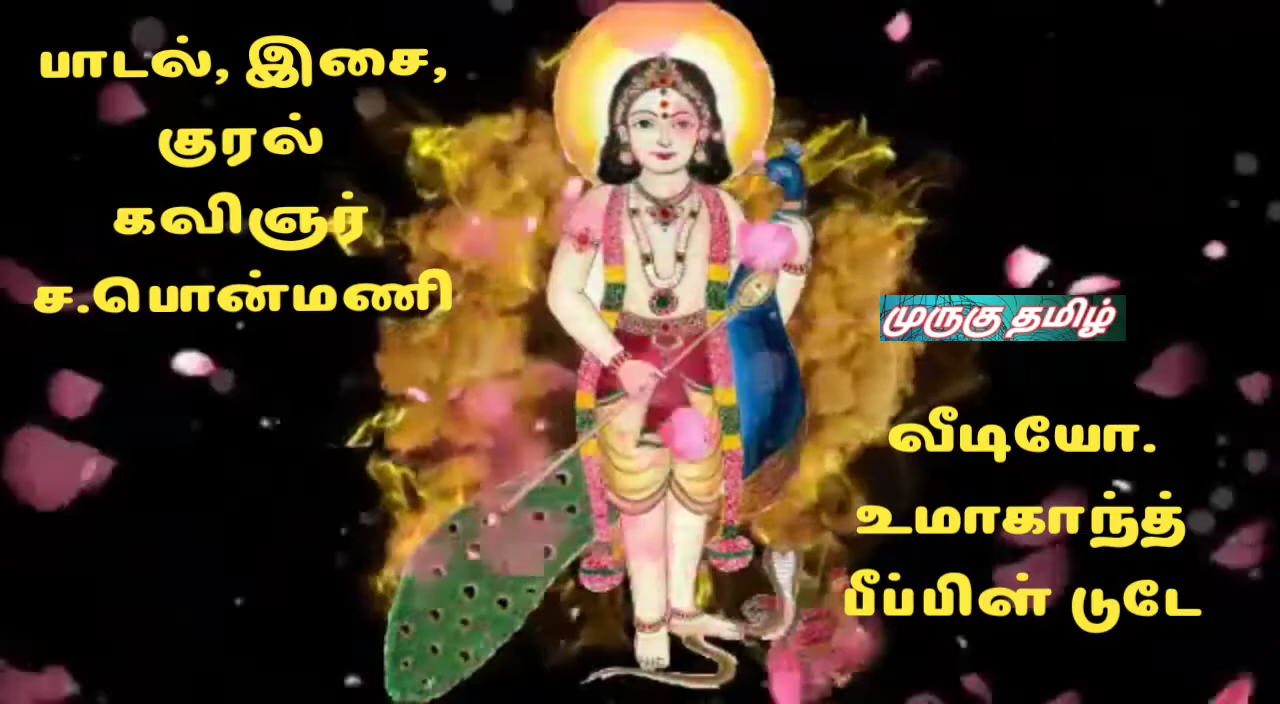 பாடல், இசை,
குரல்
கவிஞர்
ச.பொன்மணி
முருகு தமிழ்
வீடியோ.
உமாகாந்த்
பீப்பிள் டுடே